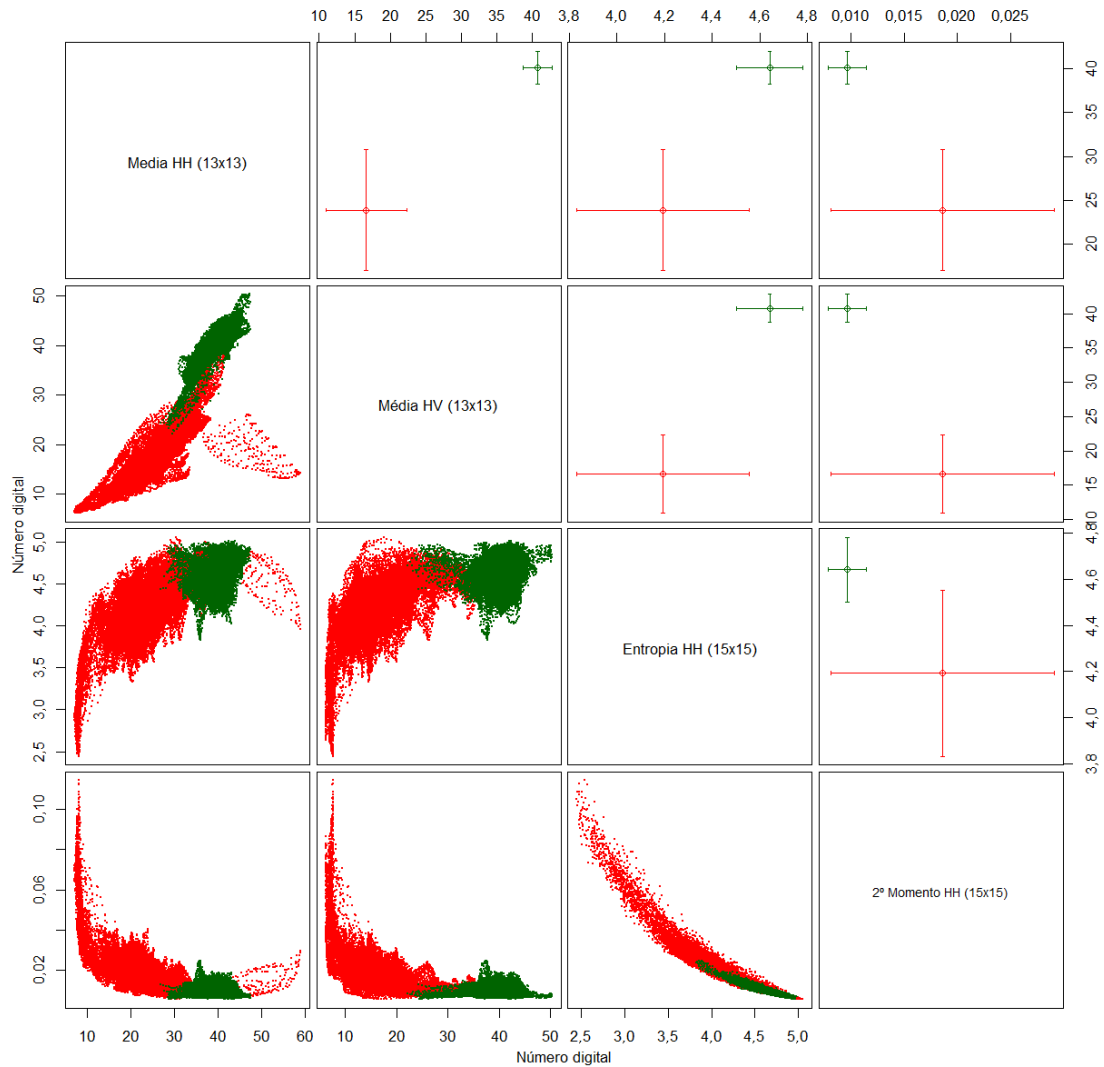 10 20 30 40 3,8 4,0 4,2 4,4 4,6 4,8 0,010 0,015 0,020 0,025
Media HH (13x13)
20 25 30 35 40
10 20 30 40 50
Média HV (13x13)
10 15 20 25 30 35 40
Número digital
2,5 3,0 3,5 4,0 4,5 5,0
Entropia HH (15x15)
3,8 4,0 4,2 4,4 4,6 4,8
0,02 0,06 0,10
2º Momento HH (15x15)
10 20 30 40 50 60 10 20 30 40 50 2,5 3,0 3,5 4,0 4,5 5,0
Número digital